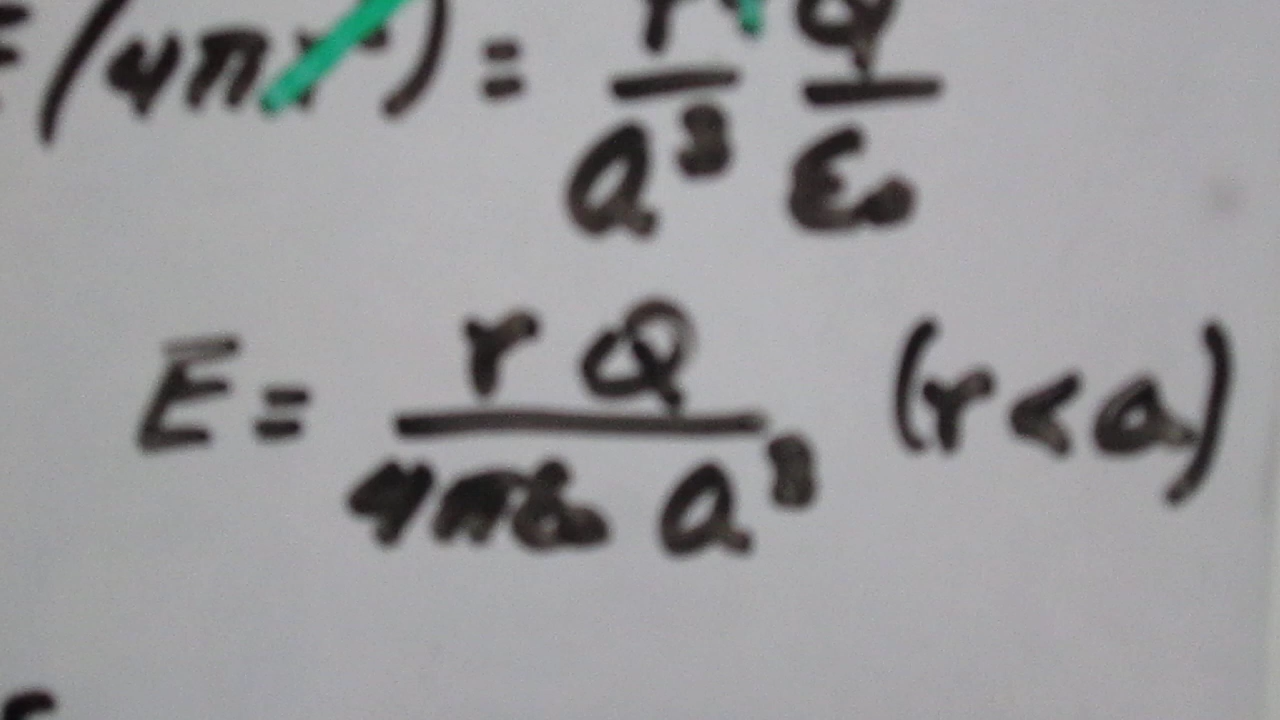 E (4πr²) = r³/a³ Q/ε₀
E = rQ/4πε₀a³ (r<a)